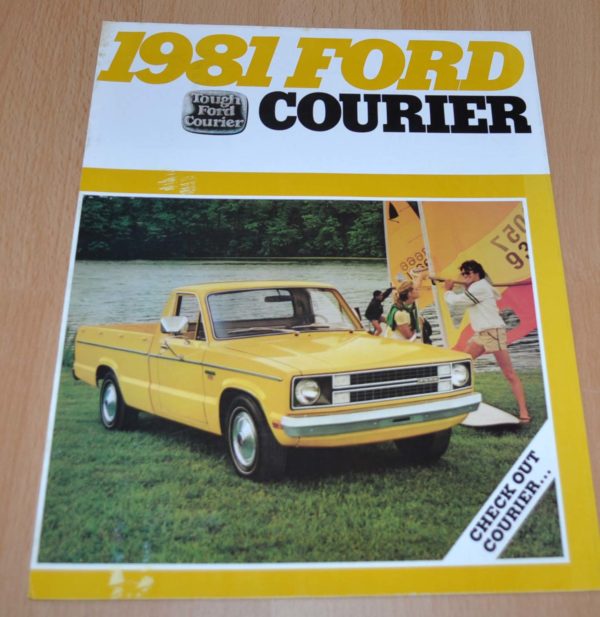 1981 FORD
Tough
Ford
Courier
COURIER
CHECK OUT
COURIER...